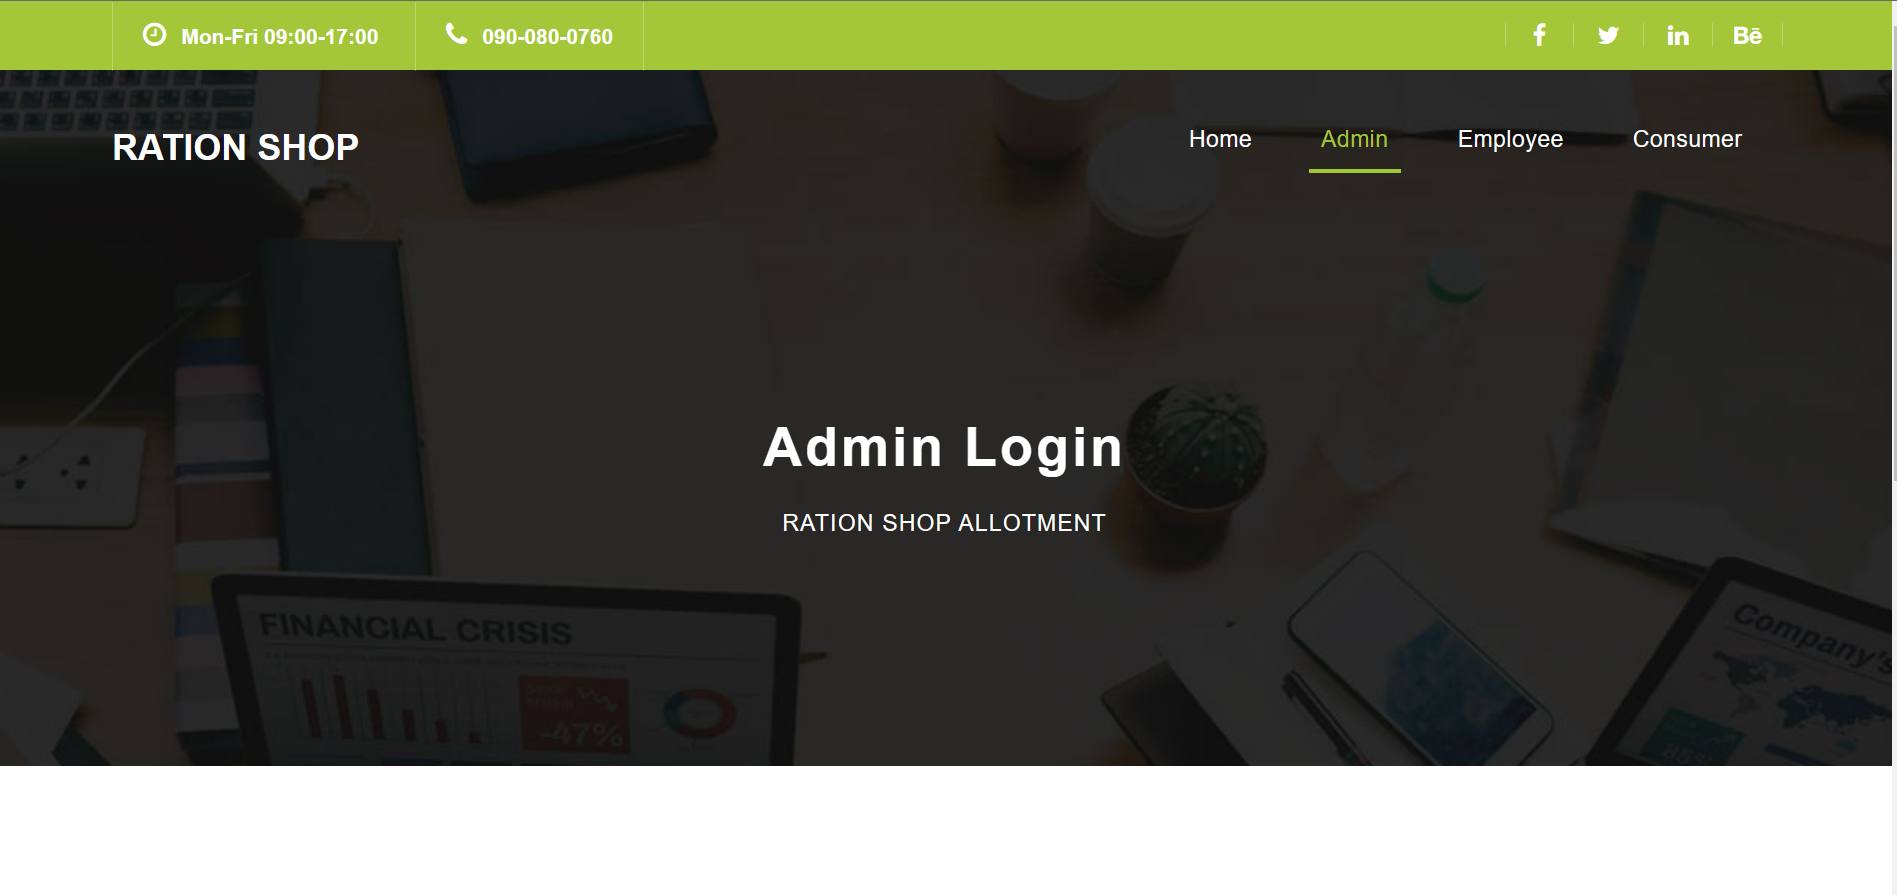 Mon-Fri 09:00-17:00
090-080-0760
Bē
RATION SHOP
Home
Admin
Employee
Consumer
Admin Login
RATION SHOP ALLOTMENT
FINANCIAL CRISIS
-47%
Company's
85%